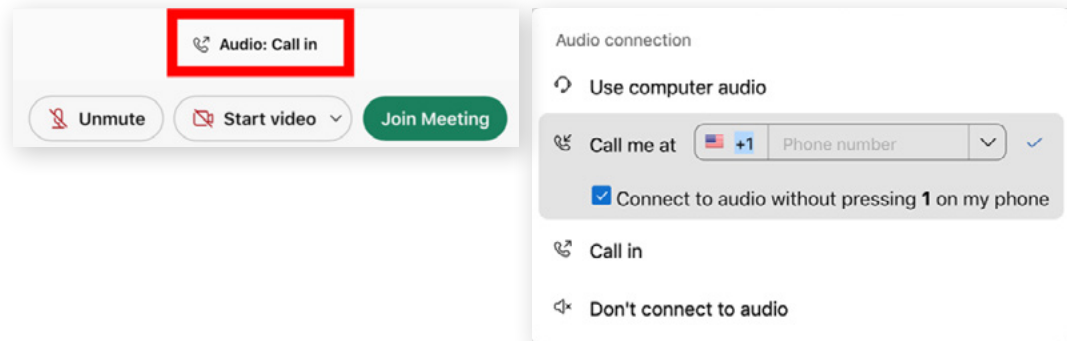 Audio: Call in
Unmute
Start video
Join Meeting
Audio connection
Use computer audio
Call me at +1 Phone number
Connect to audio without pressing 1 on my phone
Call in
Don't connect to audio